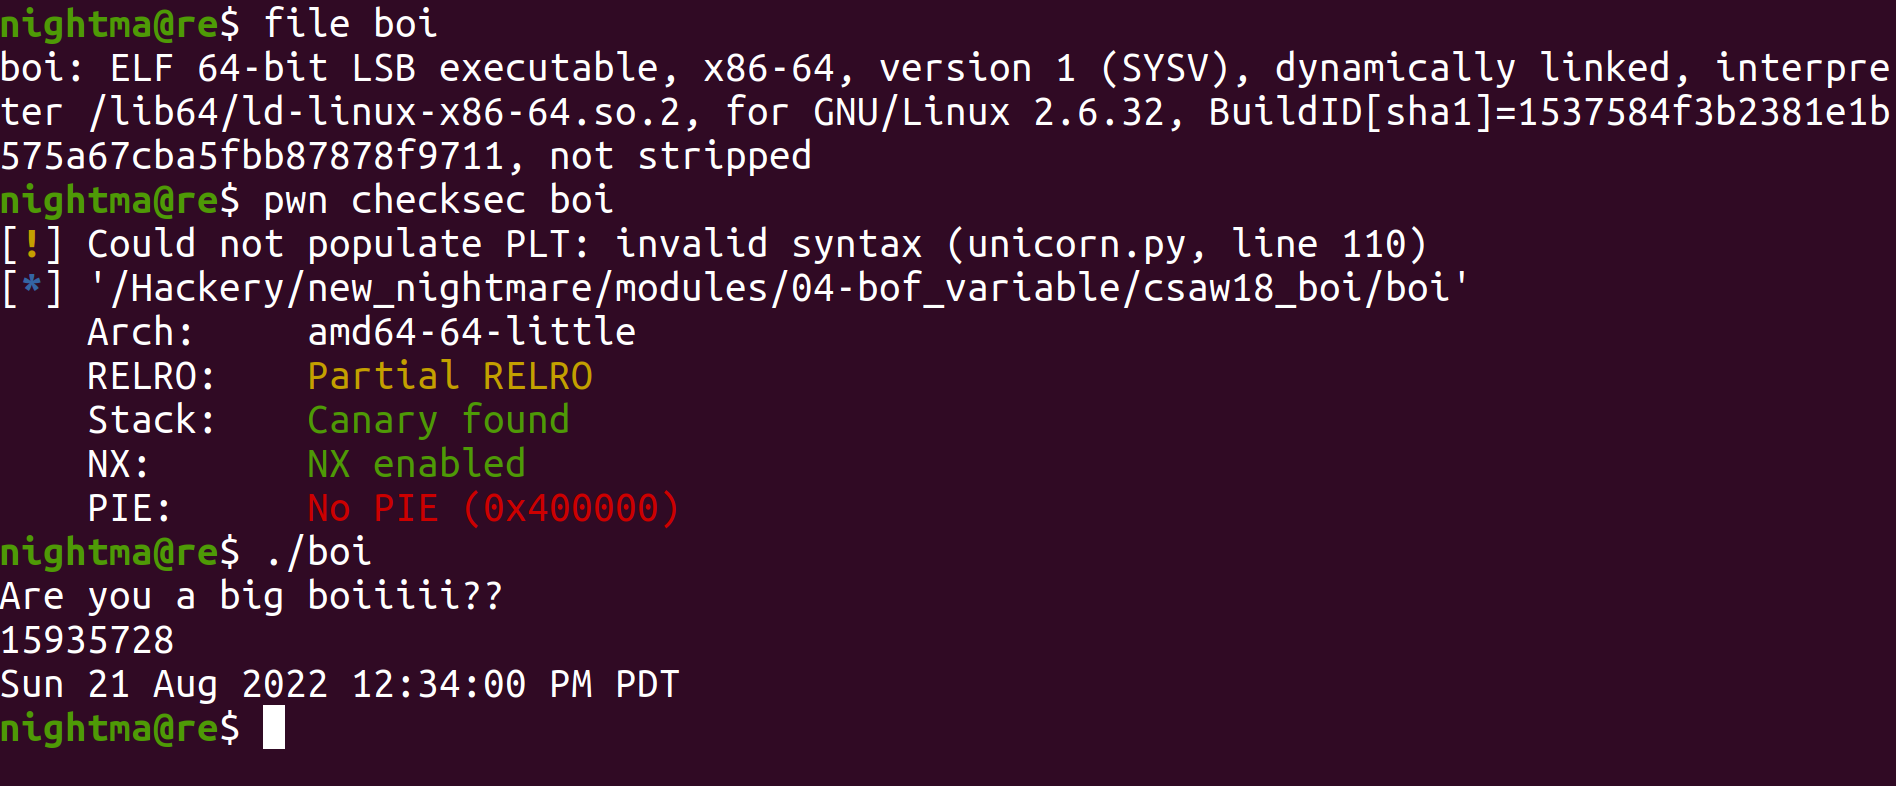 nightma@re$ file boi
boi: ELF 64-bit LSB executable, x86-64, version 1 (SYSV), dynamically linked, interpre
ter /lib64/ld-linux-x86-64.so.2, for GNU/Linux 2.6.32, BuildID[sha1]=1537584f3b2381e1b
575a67cba5fbb87878f9711, not stripped
nightma@re$ pwn checksec boi
[!] Could not populate PLT: invalid syntax (unicorn.py, line 110)
[*] '/Hackery/new_nightmare/modules/04-bof_variable/csaw18_boi/boi'
    Arch:     amd64-64-little
    RELRO:    Partial RELRO
    Stack:    Canary found
    NX:       NX enabled
    PIE:      No PIE (0x400000)
nightma@re$ ./boi
Are you a big boiiiii??
15935728
Sun 21 Aug 2022 12:34:00 PM PDT
nightma@re$